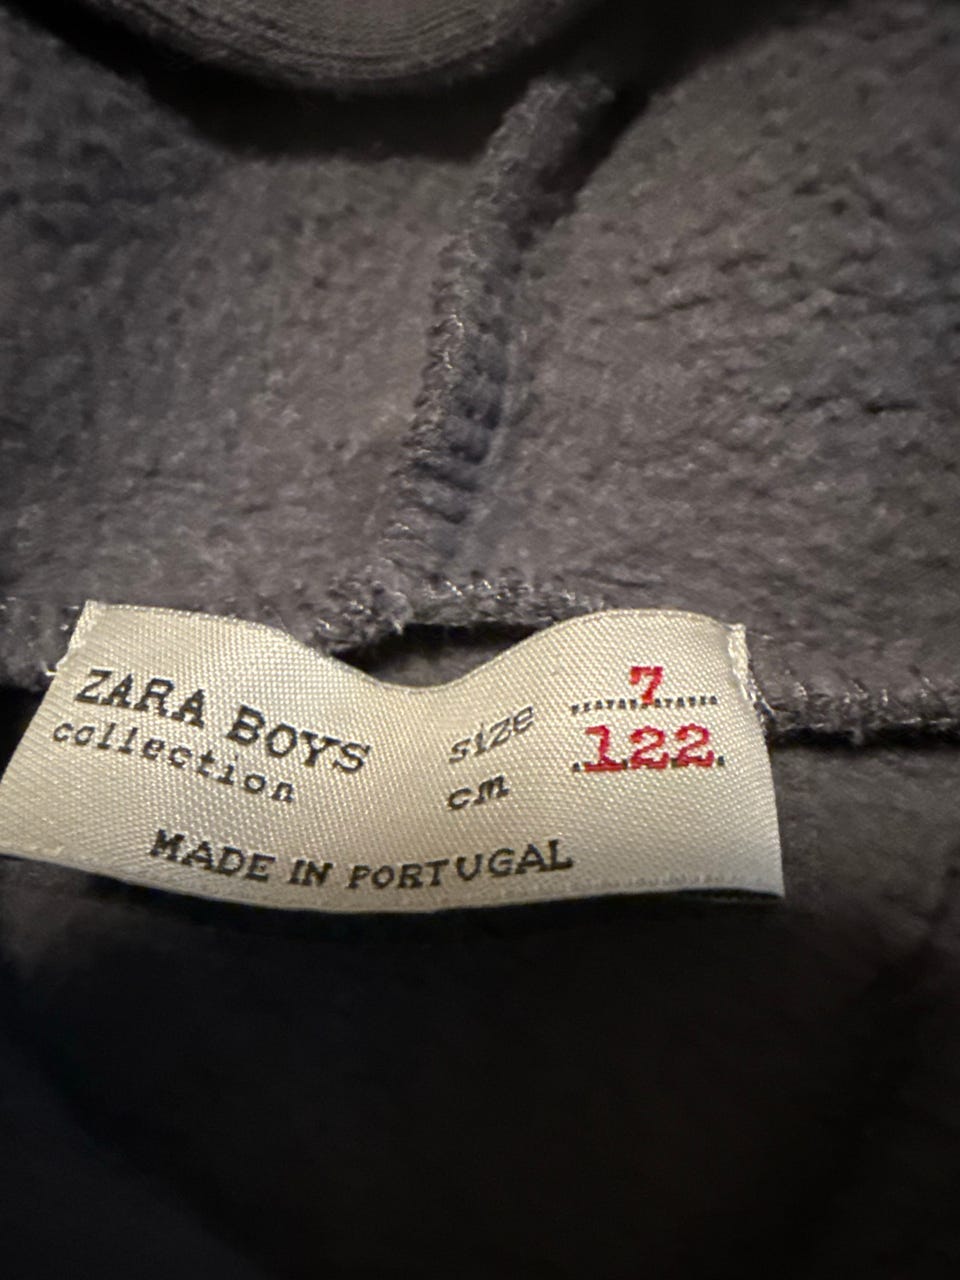 ZARA BOYS
collection
size 7
cm 122
MADE IN PORTUGAL